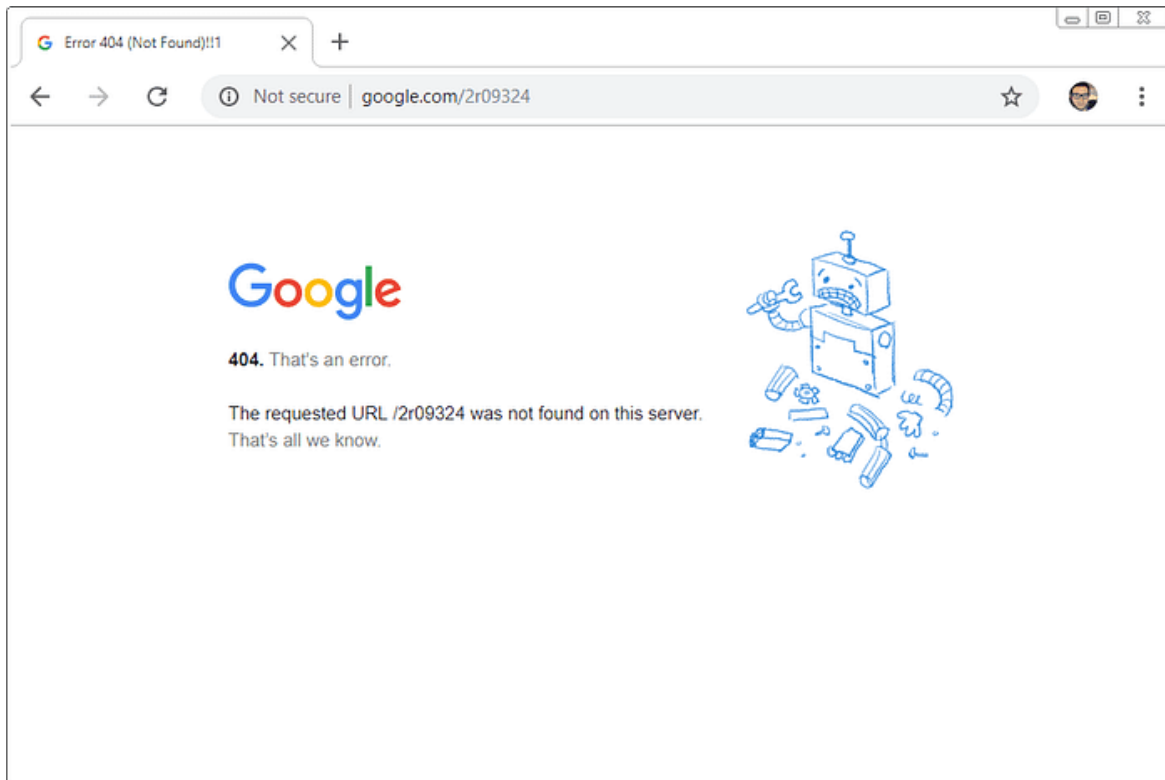 Error 404 (Not Found)!!1
Not secure | google.com/2r09324
Google
404. That's an error.
The requested URL /2r09324 was not found on this server.
That's all we know.